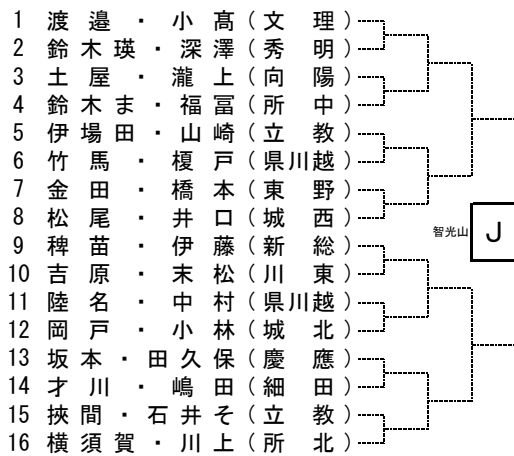 1 渡邉・小髙(文理)
2 鈴木瑛・深澤(秀明)
3 土屋・瀧上(向陽)
4 鈴木ま・福冨(所中)
5 伊場田・山崎(立教)
6 竹馬・榎戸(県川越)
7 金田・橋本(東野)
8 松尾・井口(城西)
智光山 J
9 稗苗・伊藤(新総)
10 吉原・末松(川東)
11 陸名・中村(県川越)
12 岡戸・小林(城北)
13 坂本・田久保(慶應)
14 才川・嶋田(細田)
15 挾間・石井そ(立教)
16 横須賀・川上(所北)